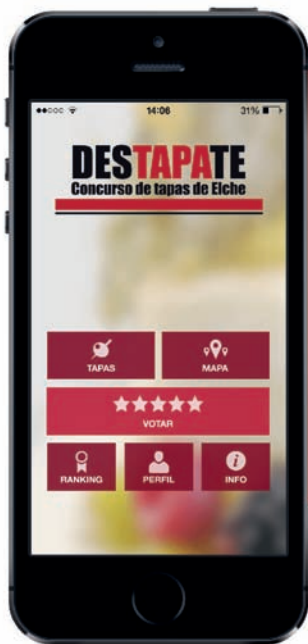 14:06 31%
DESTAPATE
Concurso de tapas de Elche
TAPAS MAPA
VOTAR
RANKING PERFIL INFO